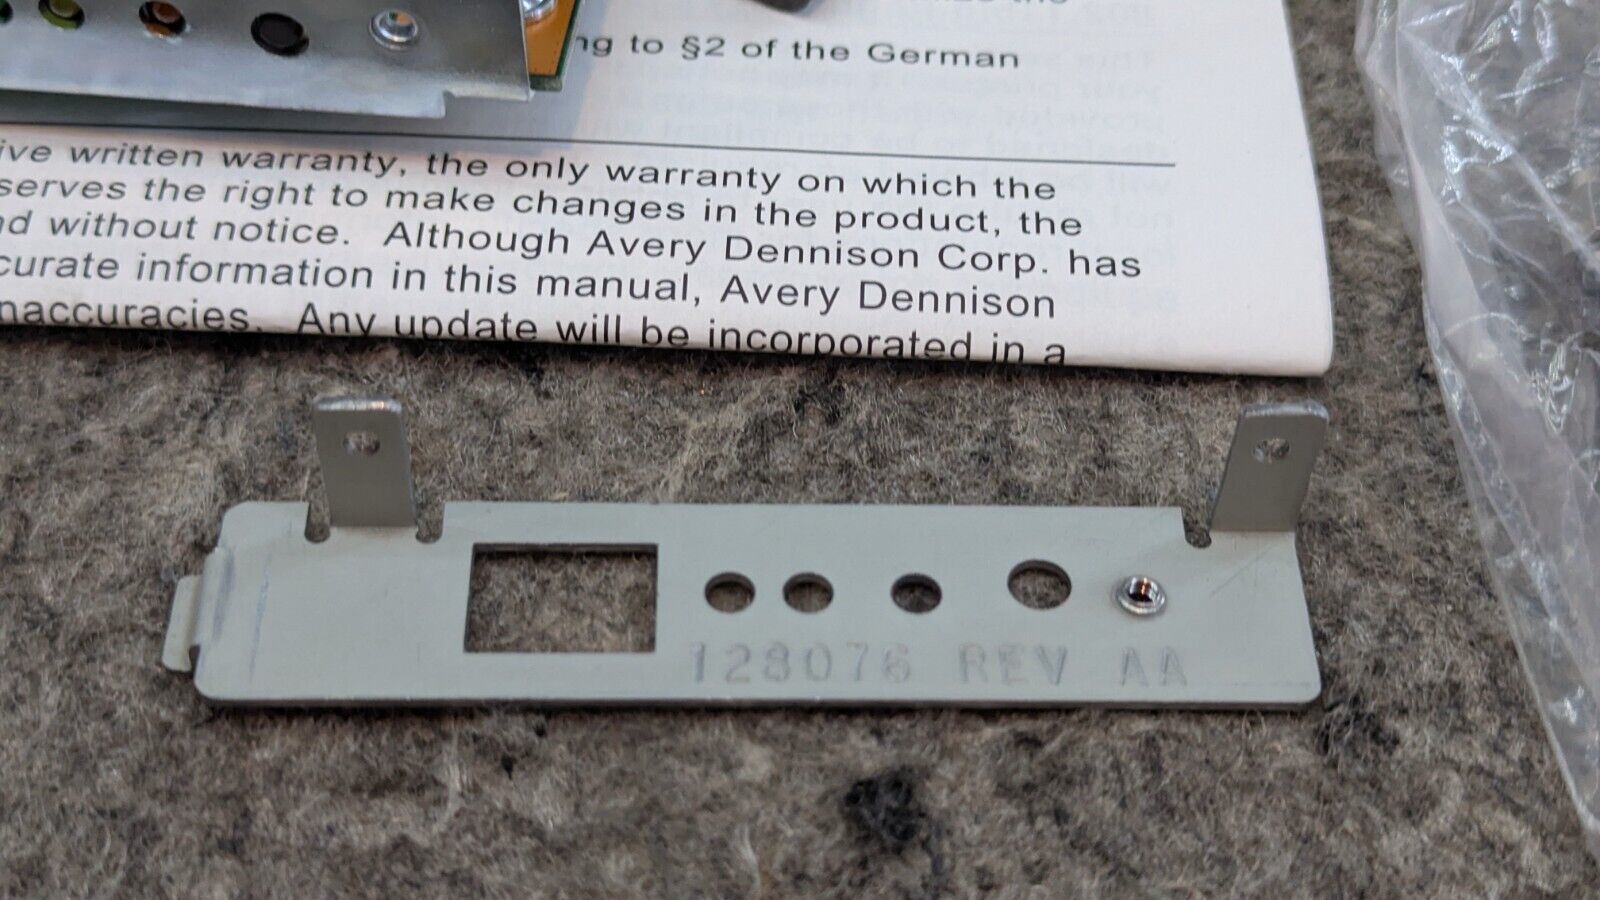 ng to §2 of the German
ive written warranty, the only warranty on which the
serves the right to make changes in the product, the
nd without notice. Although Avery Dennison Corp. has
curate information in this manual, Avery Dennison
naccuracies. Any update will be incorporated in a
128076 REV AA